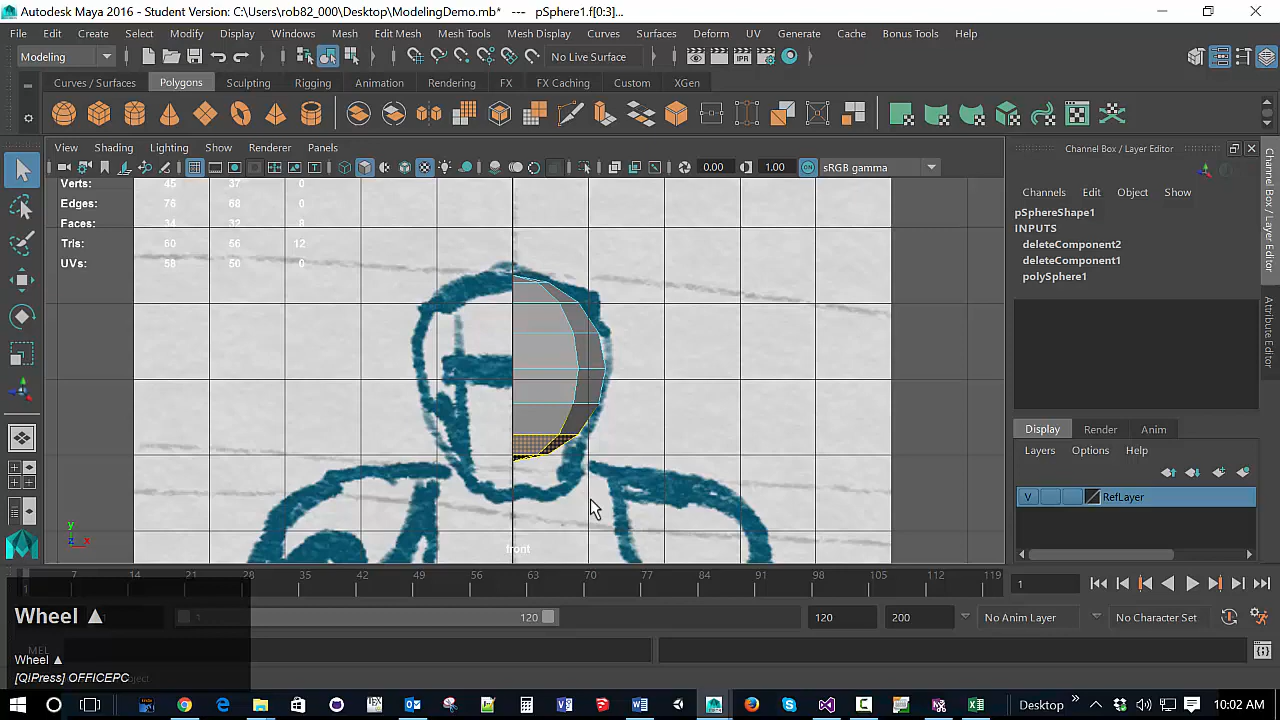 Autodesk Maya 2016 - Student Version: C:\Users\rob82_000\Desktop\ModelingDemo.mb* --- pSphere1.f[0:3]...
File Edit Create Select Modify Display Windows Mesh Edit Mesh Mesh Tools Mesh Display Curves Surfaces Deform UV Generate Cache Bonus Tools Help
Modeling No Live Surface
Curves / Surfaces Polygons Sculpting Rigging Animation Rendering FX FX Caching Custom XGen
View Shading Lighting Show Renderer Panels
0.00 1.00 sRGB gamma
Verts: 45 37 0
Edges: 76 68 0
Faces: 34 32 8
Tris: 60 56 12
UVs: 58 50 0
y
z x
front
Channel Box / Layer Editor
Channels Edit Object Show
pSphereShape1
INPUTS
deleteComponent2
deleteComponent1
polySphere1
Display Render Anim
Layers Options Help
V RefLayer
Channel Box / Layer Editor
Attribute Editor
7 14 21 28 35 42 49 56 63 70 77 84 91 98 105 112 119
1 1
1 1 120 120 200 No Anim Layer No Character Set
MEL
Wheel ▲
Wheel ▲
[QIPress] OFFICEPC
Desktop 10:02 AM